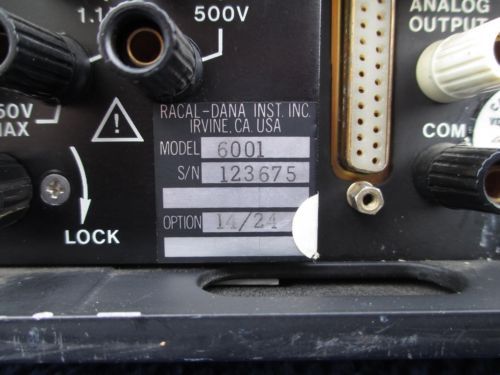 1.1
500V
ANALOG
OUTPUT
50V
MAX
RACAL-DANA INST. INC.
IRVINE, CA. USA
MODEL 6001
S/N 123675
OPTION 14/24
COM
LOCK